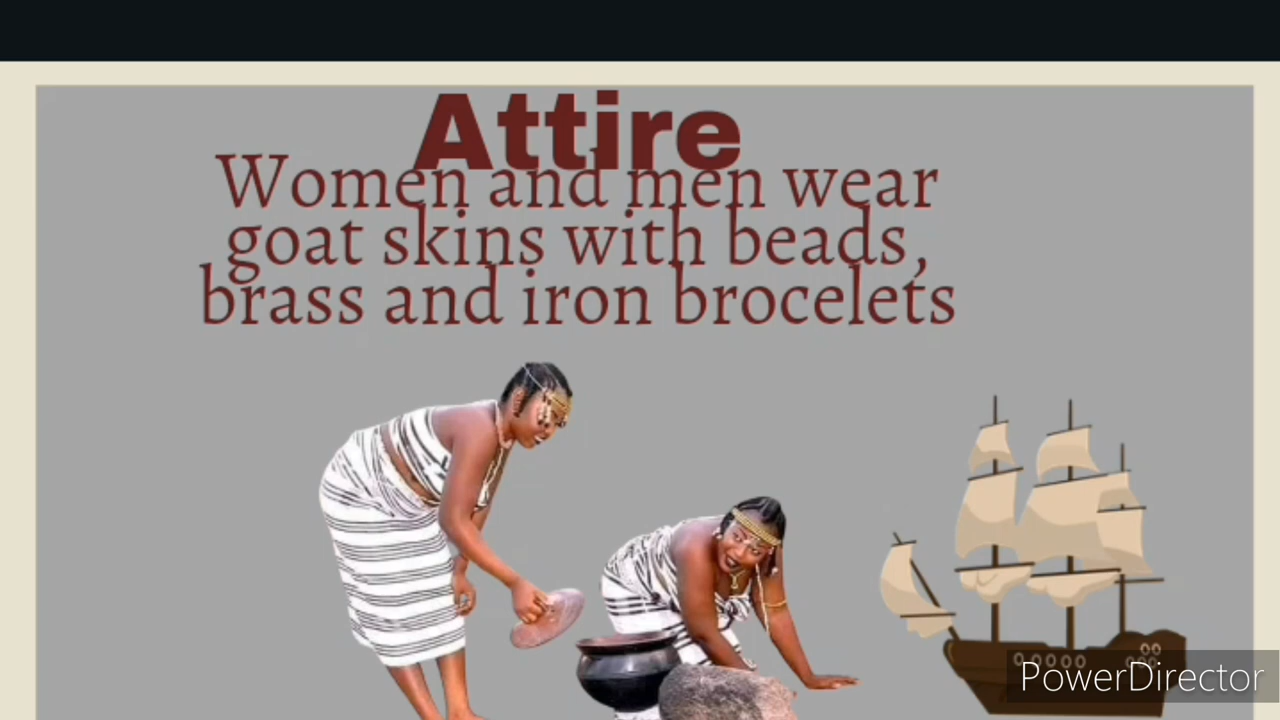 Attire
Women and men wear
goat skins with beads,
brass and iron brocelets
PowerDirector